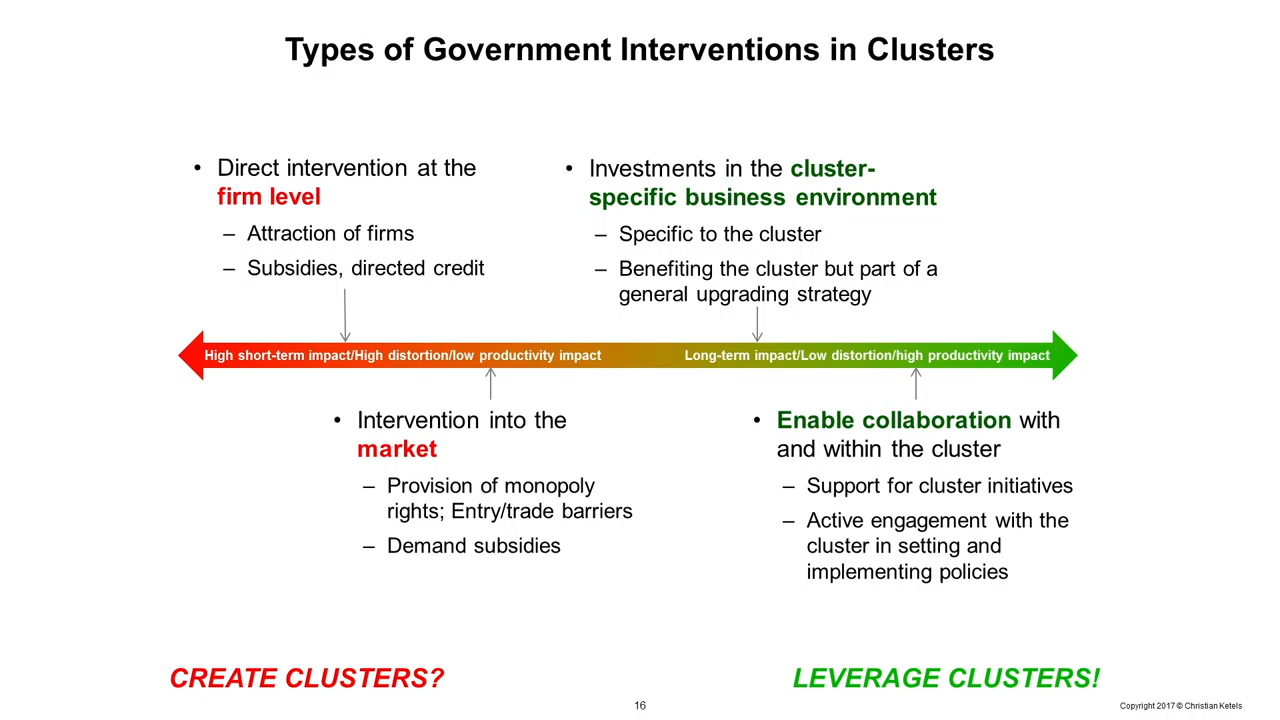 Types of Government Interventions in Clusters
• Direct intervention at the
firm level
– Attraction of firms
– Subsidies, directed credit
• Investments in the cluster-
specific business environment
– Specific to the cluster
– Benefiting the cluster but part of a
general upgrading strategy
High short-term impact/High distortion/low productivity impact
Long-term impact/Low distortion/high productivity impact
• Intervention into the
market
– Provision of monopoly
rights; Entry/trade barriers
– Demand subsidies
• Enable collaboration with
and within the cluster
– Support for cluster initiatives
– Active engagement with the
cluster in setting and
implementing policies
CREATE CLUSTERS?
LEVERAGE CLUSTERS!
16
Copyright 2017 © Christian Ketels